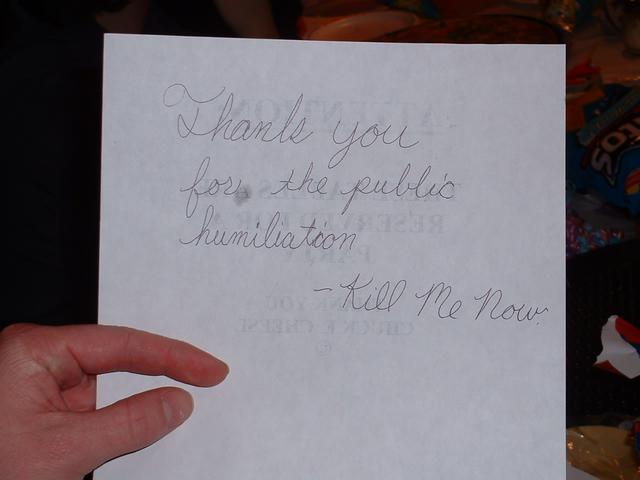 Thank you
for the public
humiliation
- Kill Me Now.